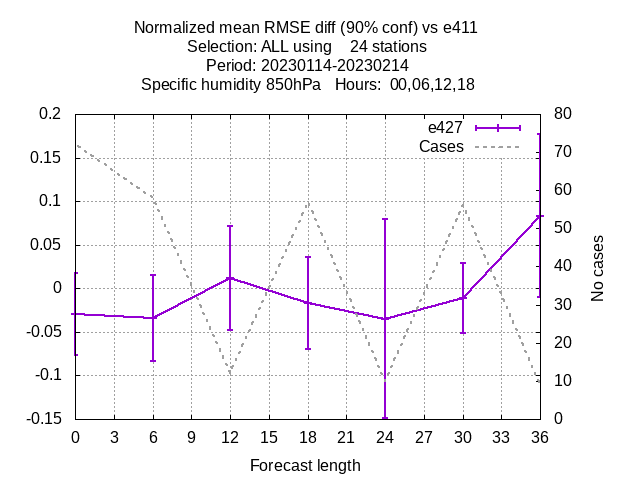 Normalized mean RMSE diff (90% conf) vs e411
Selection: ALL using    24 stations
Period: 20230114-20230214
Specific humidity 850hPa   Hours:  00,06,12,18
0.2
0.15
0.1
0.05
0
-0.05
-0.1
-0.15
80
70
60
50
40
30
20
10
0
e427
Cases
No cases
0 3 6 9 12 15 18 21 24 27 30 33 36
Forecast length